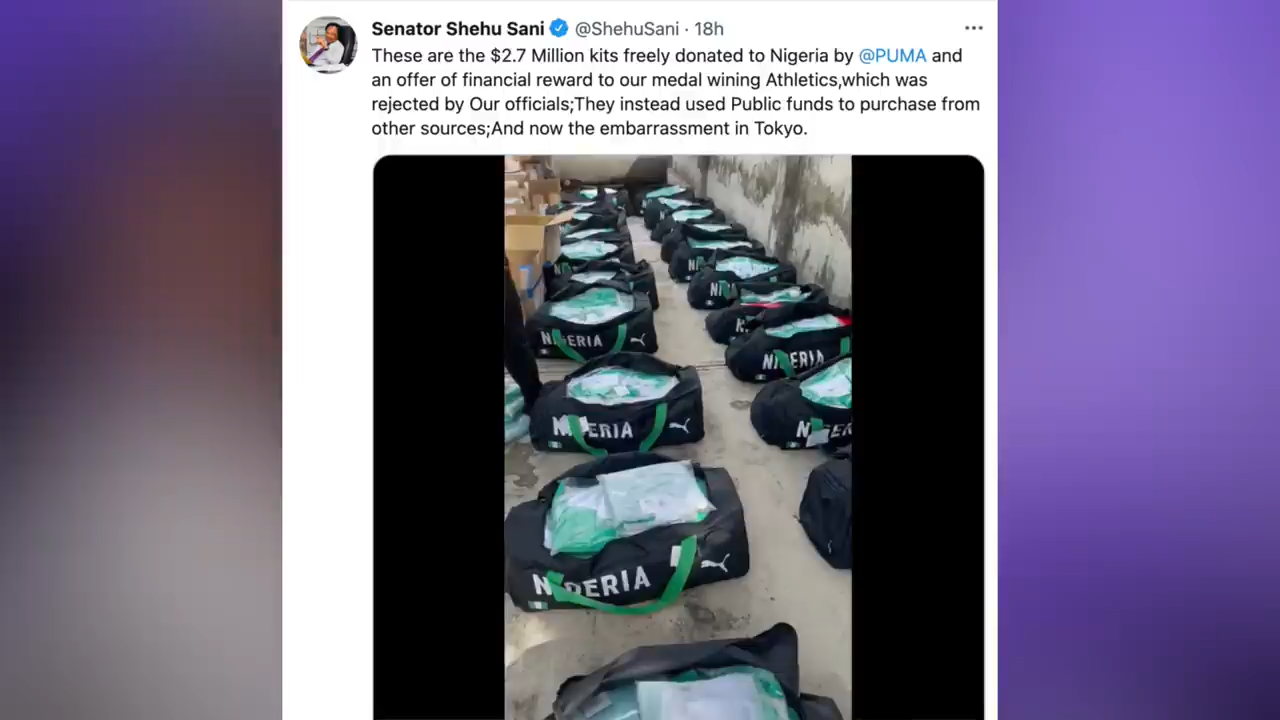 Senator Shehu Sani @ShehuSani · 18h
These are the $2.7 Million kits freely donated to Nigeria by @PUMA and
an offer of financial reward to our medal wining Athletics,which was
rejected by Our officials;They instead used Public funds to purchase from
other sources;And now the embarrassment in Tokyo.
NIGERIA
NIGERIA
NIGERIA
NIGERIA